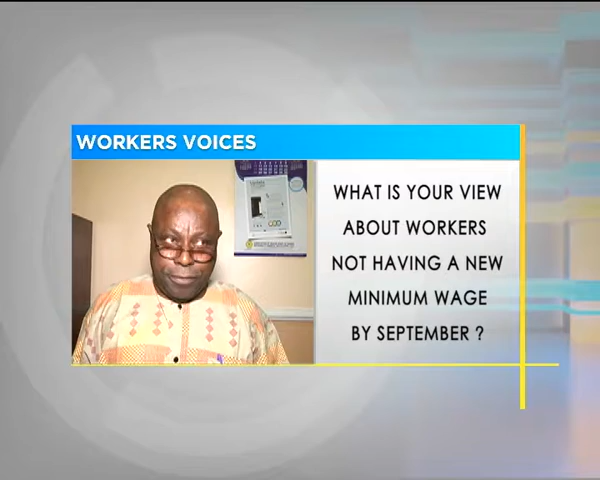 WORKERS VOICES
WHAT IS YOUR VIEW
ABOUT WORKERS
NOT HAVING A NEW
MINIMUM WAGE
BY SEPTEMBER ?